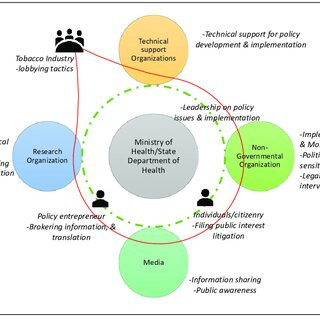 Technical
support
Organizations
-Technical support for policy
development & implementation
Tobacco Industry
-lobbying tactics
-Leadership on policy
issues & implementation
Research
Organization
Ministry of
Health/State
Department of
Health
Non-
Governmental
Organization
-Legal
Policy entrepreneur
-Brokering information, &
translation
Individuals/citizenry
-Filing public interest
litigation
Media
-Information sharing
-Public awareness